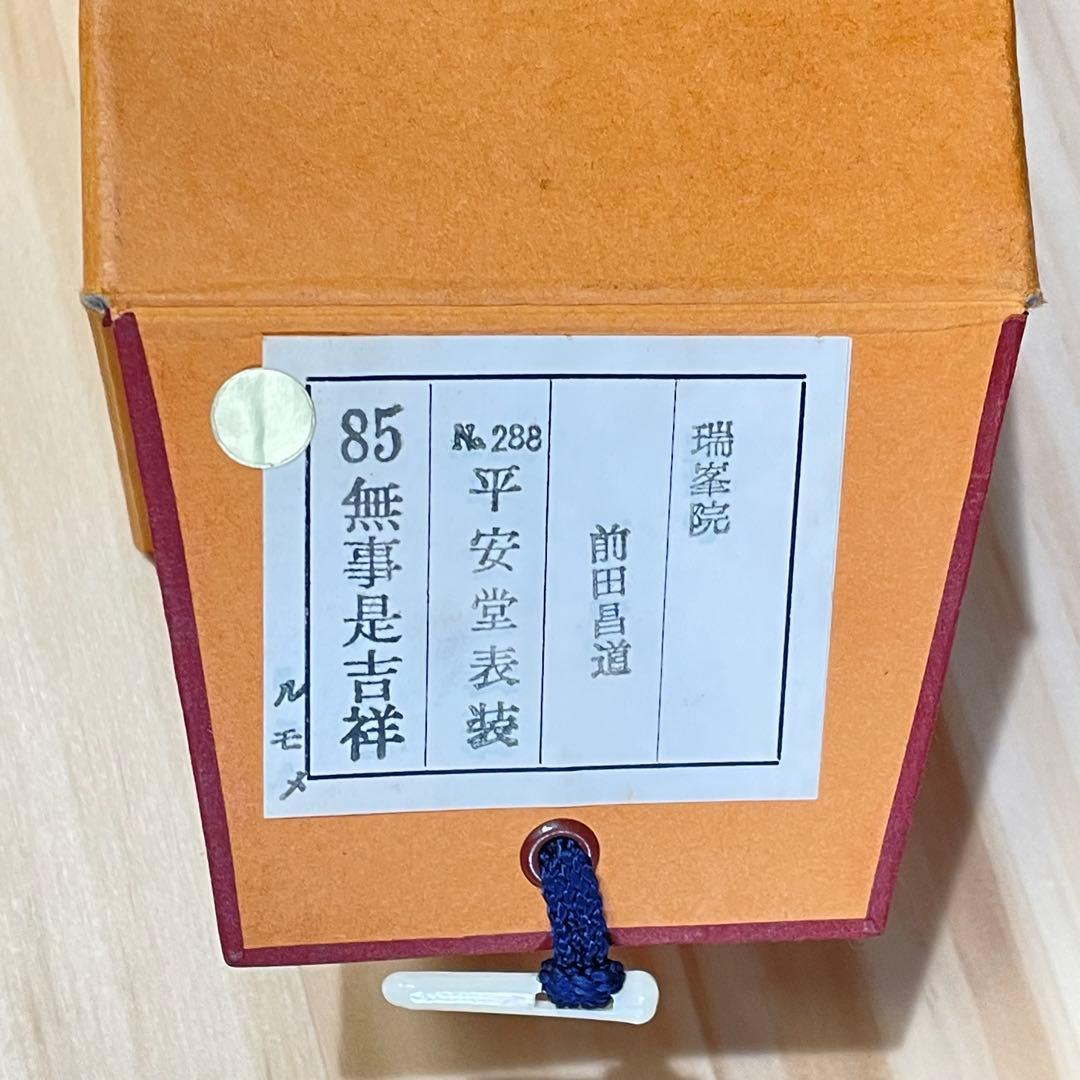 瑞峯院
前田昌道
№288 平安堂表装
85 無事是吉祥
ルモメ